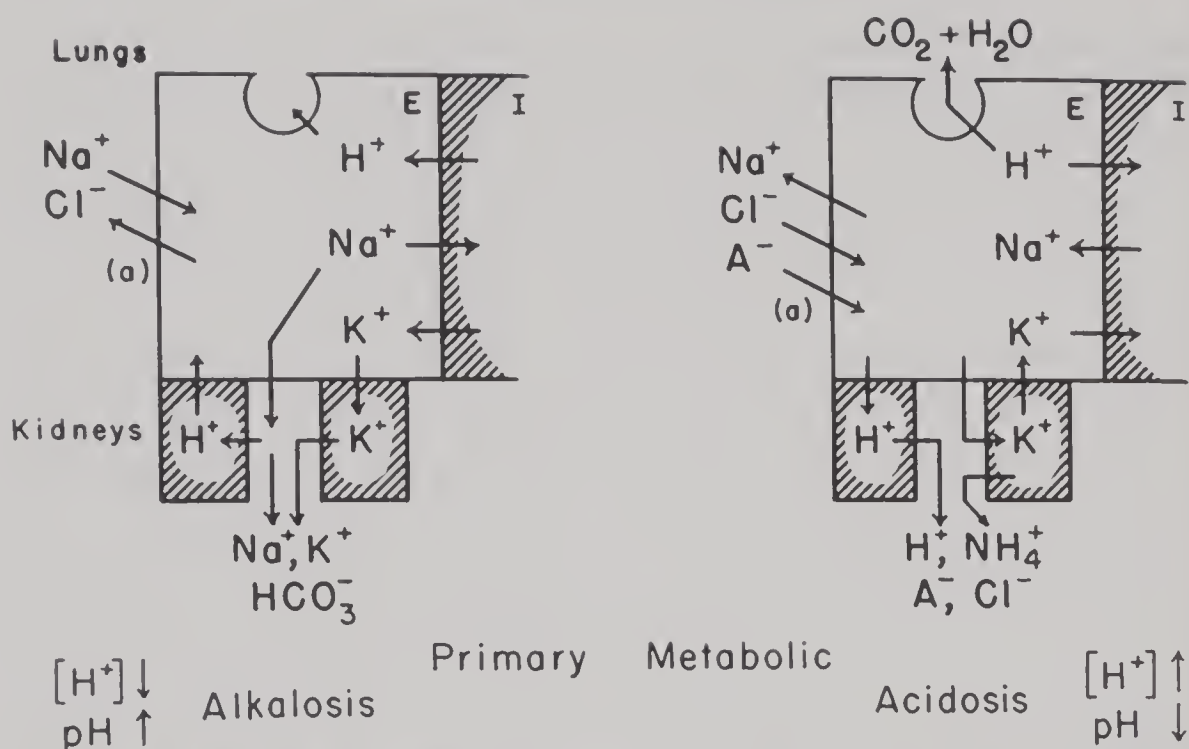 Lungs
E
I
H⁺
Na⁺
Cl⁻
(a)
Na⁺
K⁺
Kidneys
H⁺
K⁺
Na⁺, K⁺
HCO₃⁻
[H⁺] ↓
pH ↑
Alkalosis
CO₂ + H₂O
E
I
H⁺
Na⁺
Cl⁻
A⁻
(a)
Na⁺
K⁺
H⁺
K⁺
H⁺, NH₄⁺
A⁻, Cl⁻
Primary Metabolic
Acidosis
[H⁺] ↑
pH ↓